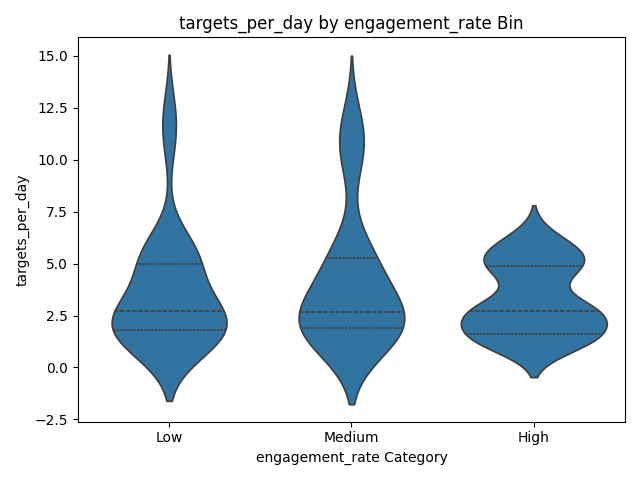 targets_per_day by engagement_rate Bin
15.0
12.5
10.0
7.5
5.0
2.5
0.0
−2.5
targets_per_day
Low
Medium
High
engagement_rate Category